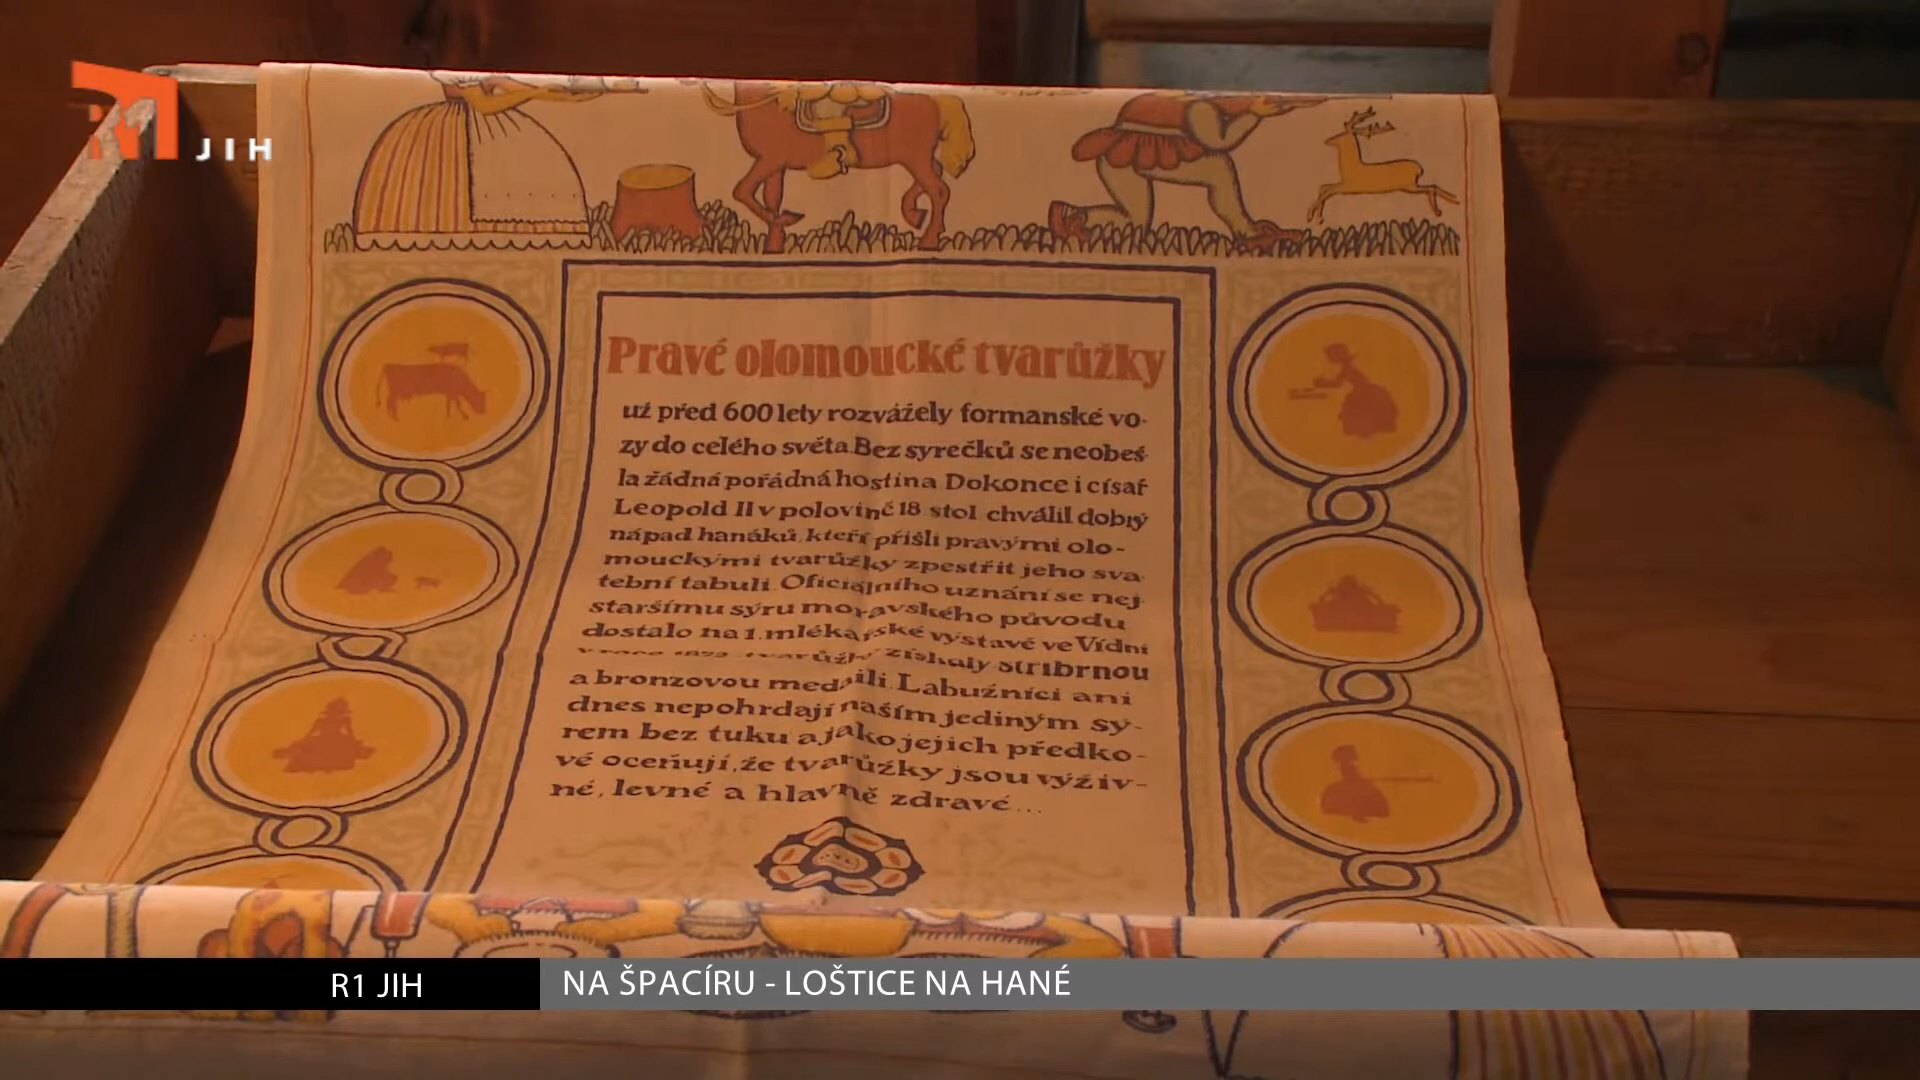 R1 JIH
Pravé olomoucké tvarůžky
už před 600 lety rozvážely formanské vo-
zy do celého světa. Bez syrečků se neobeš-
la žádná pořádná hostina Dokonce i císař
Leopold II v polovině 18 stol. chválil dobrý
nápad hanáků, kteří přišli pravými olo-
mouckými tvarůžky zpestřit jeho sva
tební tabuli. Oficiálního uznání se nej-
staršímu sýru moravského původu
dostalo na 1. mlékařské výstavě ve Vídni
v roce tvarůžky získaly stříbrnou
a bronzovou medaili. Labužníci ani
dnes nepohrdají naším jediným sý-
rem bez tuku a jako jejich předko-
vé oceňují, že tvarůžky jsou výživ-
né, levné a hlavně zdravé...
R1 JIH
NA ŠPACÍRU - LOŠTICE NA HANÉ